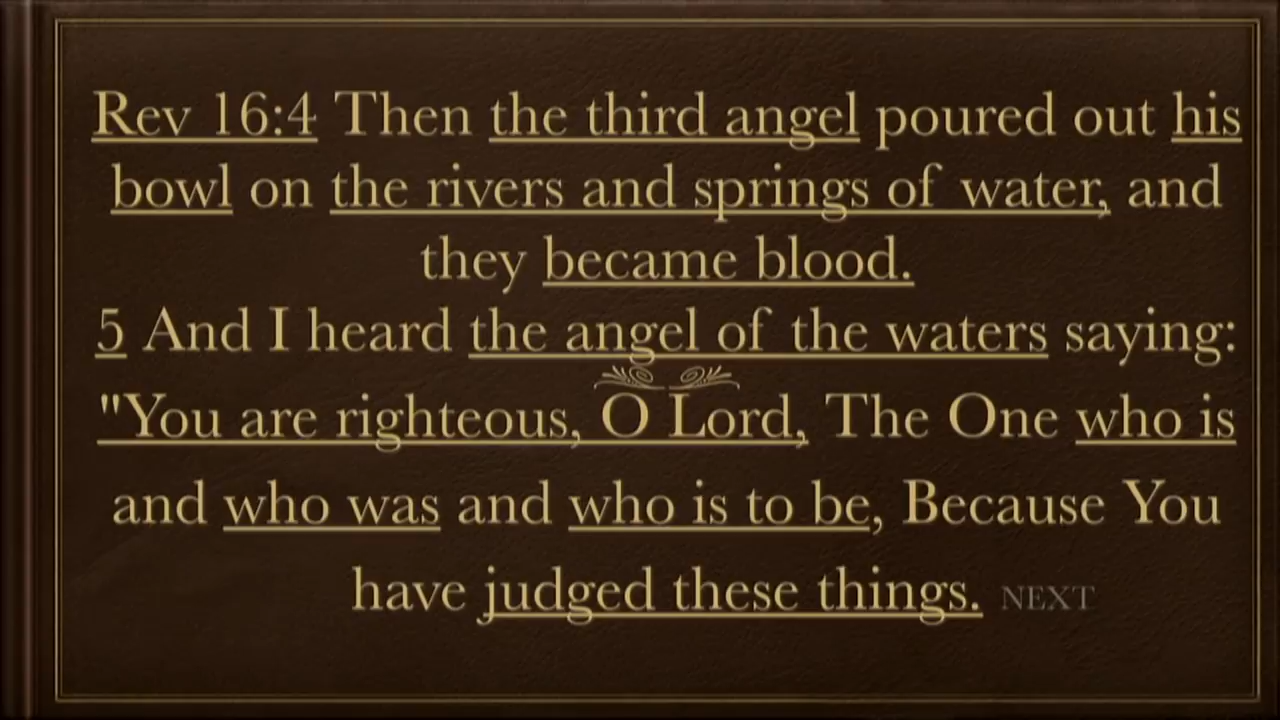 Rev 16:4 Then the third angel poured out his
bowl on the rivers and springs of water, and
they became blood.
5 And I heard the angel of the waters saying:
"You are righteous, O Lord, The One who is
and who was and who is to be, Because You
have judged these things. NEXT